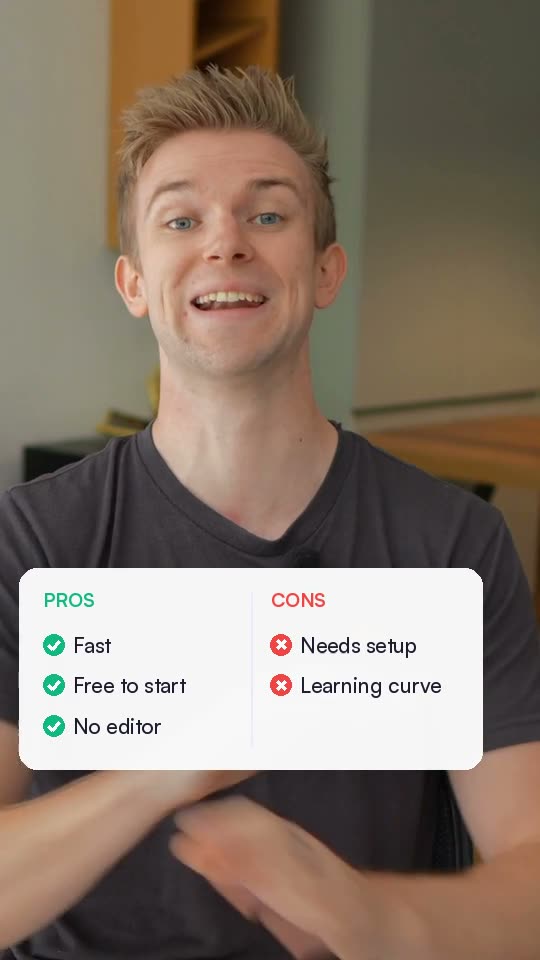 PROS
Fast
Free to start
No editor
CONS
Needs setup
Learning curve